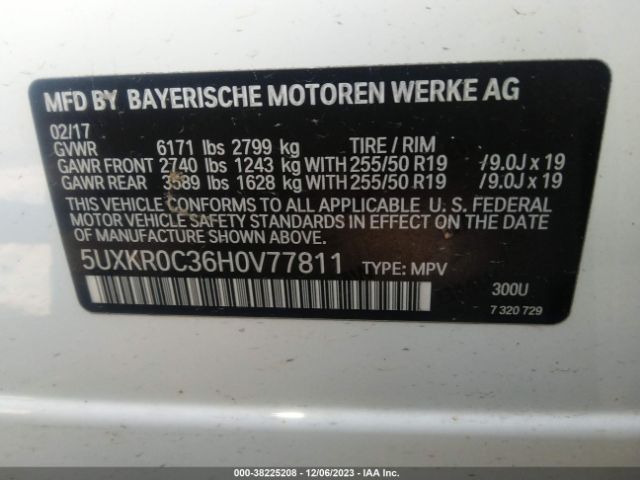 MFD BY BAYERISCHE MOTOREN WERKE AG
02/17
GVWR 6171 lbs 2799 kg TIRE / RIM
GAWR FRONT 2740 lbs 1243 kg WITH 255/50 R19 /9.0J x 19
GAWR REAR 3589 lbs 1628 kg WITH 255/50 R19 /9.0J x 19
THIS VEHICLE CONFORMS TO ALL APPLICABLE U. S. FEDERAL
MOTOR VEHICLE SAFETY STANDARDS IN EFFECT ON THE DATE
OF MANUFACTURE SHOWN ABOVE.
5UXKR0C36H0V77811 TYPE: MPV
300U
7 320 729
000-38225208 - 12/06/2023 - IAA Inc.